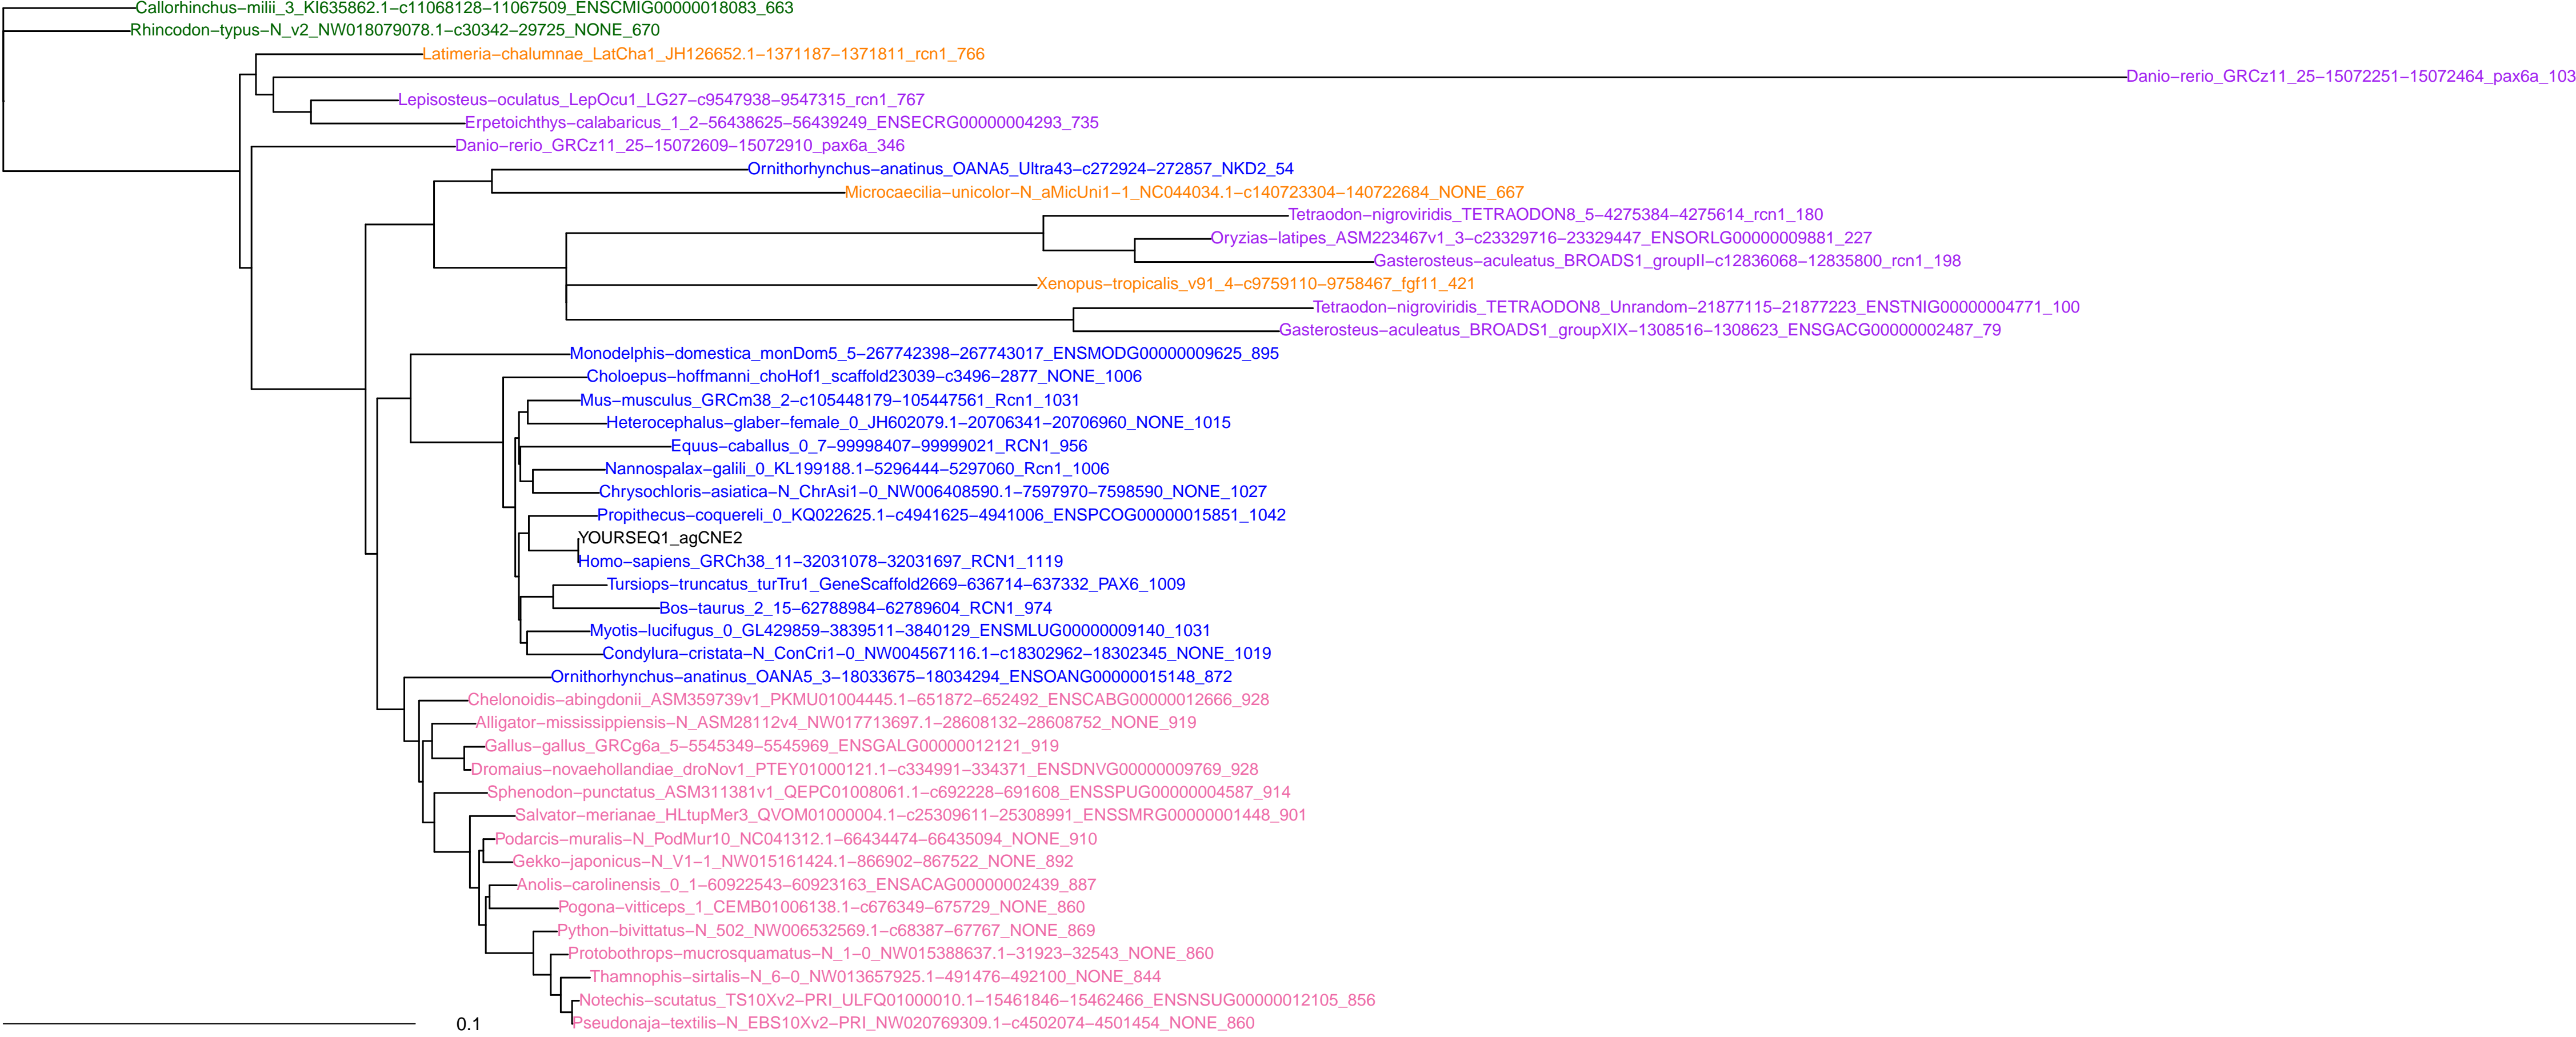 Callorhinchus−milii_3_KI635862.1−c11068128−11067509_ENSCMIG00000018083_663
Rhincodon−typus−N_v2_NW018079078.1−c30342−29725_NONE_670
Latimeria−chalumnae_LatCha1_JH126652.1−1371187−1371811_rcn1_766
Danio−rerio_GRCz11_25−15072251−15072464_pax6a_103
Lepisosteus−oculatus_LepOcu1_LG27−c9547938−9547315_rcn1_767
Erpetoichthys−calabaricus_1_2−56438625−56439249_ENSECRG00000004293_735
Danio−rerio_GRCz11_25−15072609−15072910_pax6a_346
Ornithorhynchus−anatinus_OANA5_Ultra43−c272924−272857_NKD2_54
Microcaecilia−unicolor−N_aMicUni1−1_NC044034.1−c140723304−140722684_NONE_667
Tetraodon−nigroviridis_TETRAODON8_5−4275384−4275614_rcn1_180
Oryzias−latipes_ASM223467v1_3−c23329716−23329447_ENSORLG00000009881_227
Gasterosteus−aculeatus_BROADS1_groupII−c12836068−12835800_rcn1_198
Xenopus−tropicalis_v91_4−c9759110−9758467_fgf11_421
Tetraodon−nigroviridis_TETRAODON8_Unrandom−21877115−21877223_ENSTNIG00000004771_100
Gasterosteus−aculeatus_BROADS1_groupXIX−1308516−1308623_ENSGACG00000002487_79
Monodelphis−domestica_monDom5_5−267742398−267743017_ENSMODG00000009625_895
Choloepus−hoffmanni_choHof1_scaffold23039−c3496−2877_NONE_1006
Mus−musculus_GRCm38_2−c105448179−105447561_Rcn1_1031
Heterocephalus−glaber−female_0_JH602079.1−20706341−20706960_NONE_1015
Equus−caballus_0_7−99998407−99999021_RCN1_956
Nannospalax−galili_0_KL199188.1−5296444−5297060_Rcn1_1006
Chrysochloris−asiatica−N_ChrAsi1−0_NW006408590.1−7597970−7598590_NONE_1027
Propithecus−coquereli_0_KQ022625.1−c4941625−4941006_ENSPCOG00000015851_1042
YOURSEQ1_agCNE2
Homo−sapiens_GRCh38_11−32031078−32031697_RCN1_1119
Tursiops−truncatus_turTru1_GeneScaffold2669−636714−637332_PAX6_1009
Bos−taurus_2_15−62788984−62789604_RCN1_974
Myotis−lucifugus_0_GL429859−3839511−3840129_ENSMLUG00000009140_1031
Condylura−cristata−N_ConCri1−0_NW004567116.1−c18302962−18302345_NONE_1019
Ornithorhynchus−anatinus_OANA5_3−18033675−18034294_ENSOANG00000015148_872
Chelonoidis−abingdonii_ASM359739v1_PKMU01004445.1−651872−652492_ENSCABG00000012666_928
Alligator−mississippiensis−N_ASM28112v4_NW017713697.1−28608132−28608752_NONE_919
Gallus−gallus_GRCg6a_5−5545349−5545969_ENSGALG00000012121_919
Dromaius−novaehollandiae_droNov1_PTEY01000121.1−c334991−334371_ENSDNVG00000009769_928
Sphenodon−punctatus_ASM311381v1_QEPC01008061.1−c692228−691608_ENSSPUG00000004587_914
Salvator−merianae_HLtupMer3_QVOM01000004.1−c25309611−25308991_ENSSMRG00000001448_901
Podarcis−muralis−N_PodMur10_NC041312.1−66434474−66435094_NONE_910
Gekko−japonicus−N_V1−1_NW015161424.1−866902−867522_NONE_892
Anolis−carolinensis_0_1−60922543−60923163_ENSACAG00000002439_887
Pogona−vitticeps_1_CEMB01006138.1−c676349−675729_NONE_860
Python−bivittatus−N_502_NW006532569.1−c68387−67767_NONE_869
Protobothrops−mucrosquamatus−N_1−0_NW015388637.1−31923−32543_NONE_860
Thamnophis−sirtalis−N_6−0_NW013657925.1−491476−492100_NONE_844
Notechis−scutatus_TS10Xv2−PRI_ULFQ01000010.1−15461846−15462466_ENSNSUG00000012105_856
Pseudonaja−textilis−N_EBS10Xv2−PRI_NW020769309.1−c4502074−4501454_NONE_860
0.1